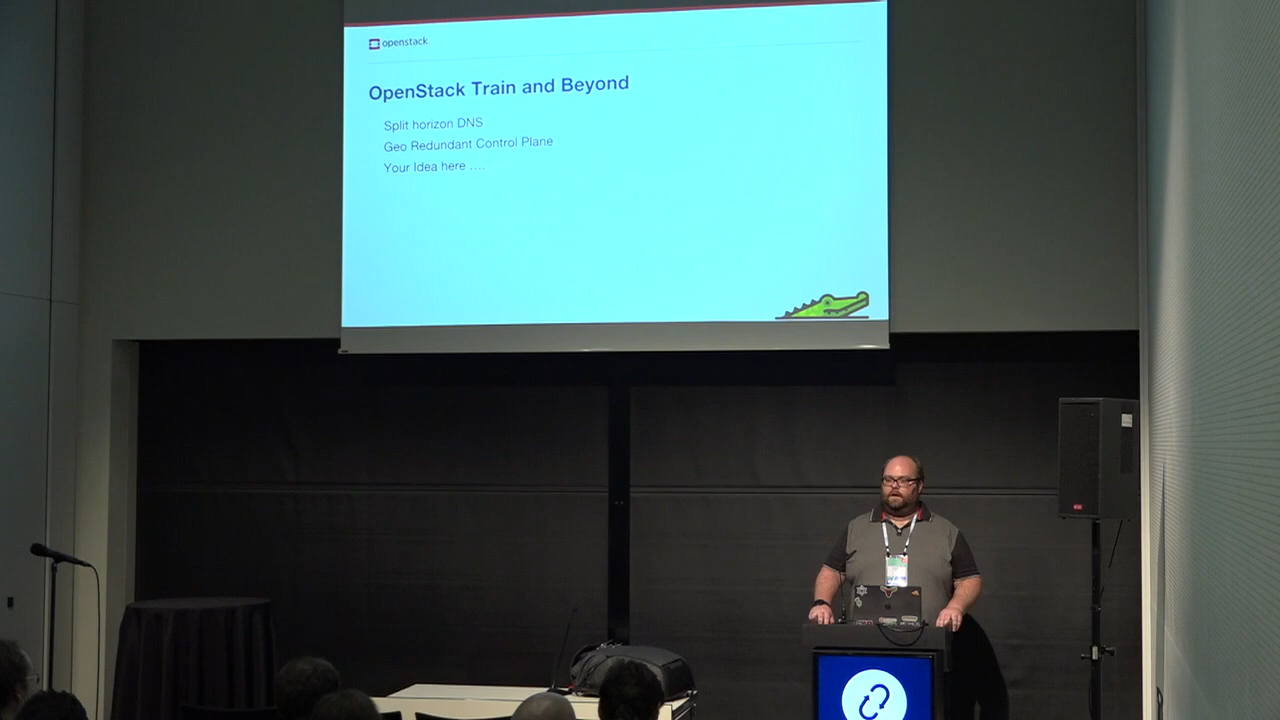 openstack
OpenStack Train and Beyond
Split horizon DNS
Geo Redundant Control Plane
Your Idea here ....